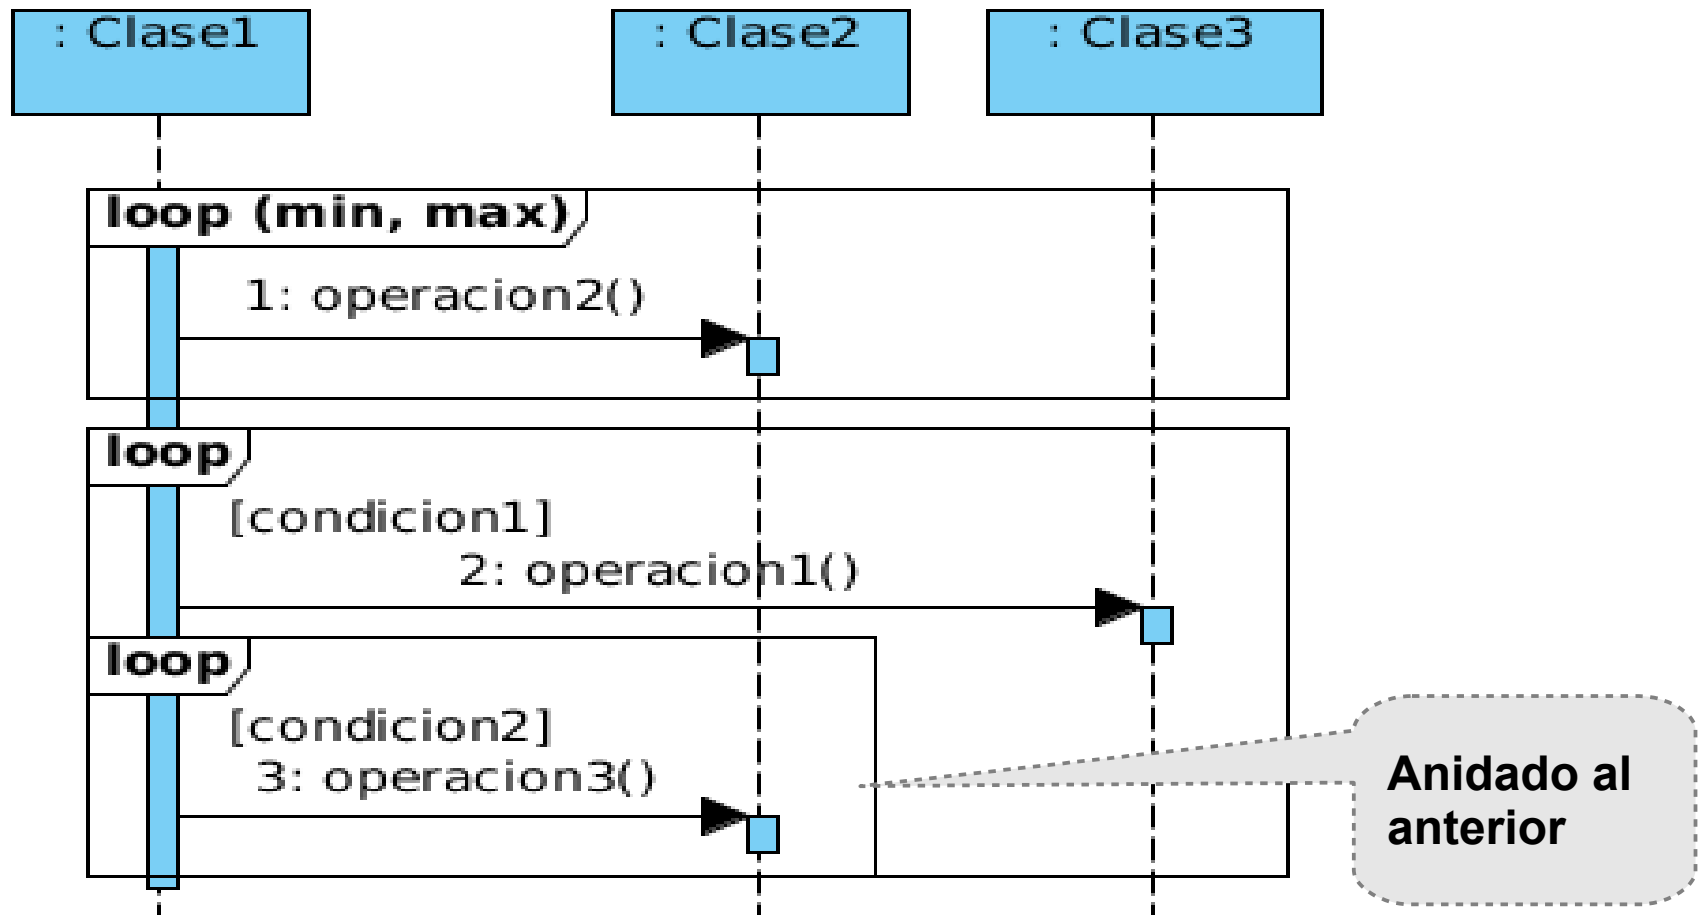 : Clase1
: Clase2
: Clase3
loop (min, max)
1: operacion2()
loop
[condicion1]
2: operacion1()
loop
[condicion2]
3: operacion3()
Anidado al
anterior